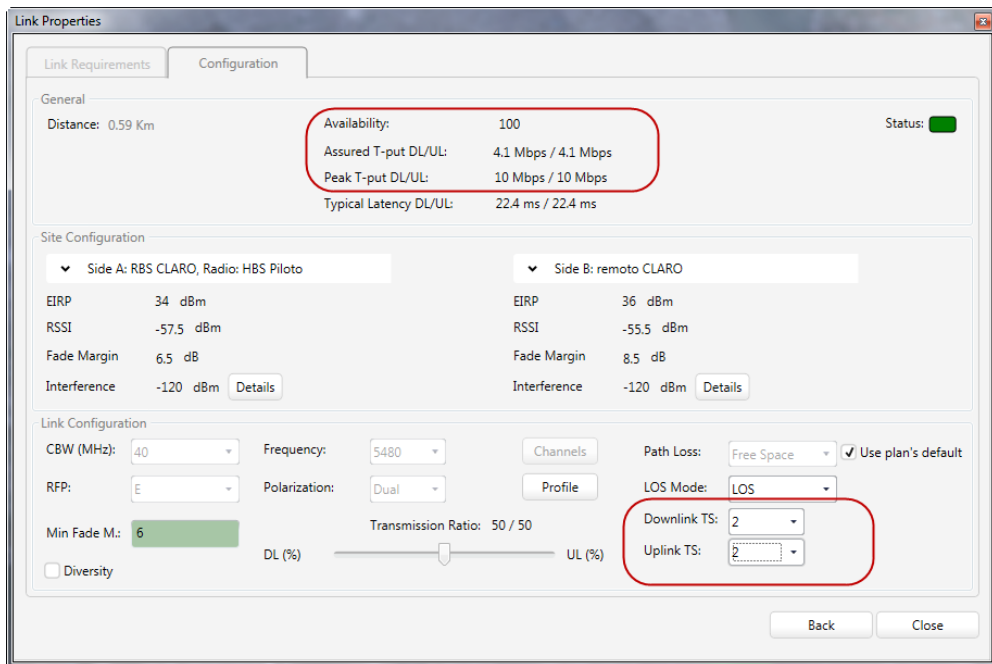 Link Properties
Link Requirements Configuration
General
Distance: 0.59 Km Availability: 100 Status:
Assured T-put DL/UL: 4.1 Mbps / 4.1 Mbps
Peak T-put DL/UL: 10 Mbps / 10 Mbps
Typical Latency DL/UL: 22.4 ms / 22.4 ms
Site Configuration
Side A: RBS CLARO, Radio: HBS Piloto Side B: remoto CLARO
EIRP 34 dBm EIRP 36 dBm
RSSI -57.5 dBm RSSI -55.5 dBm
Fade Margin 6.5 dB Fade Margin 8.5 dB
Interference -120 dBm Details Interference -120 dBm Details
Link Configuration
CBW (MHz): 40 Frequency: 5480 Channels Path Loss: Free Space Use plan's default
RFP: E Polarization: Dual Profile LOS Mode: LOS
Min Fade M.: 6 Transmission Ratio: 50 / 50 Downlink TS: 2
DL (%) UL (%) Uplink TS: 2
Diversity
Back Close